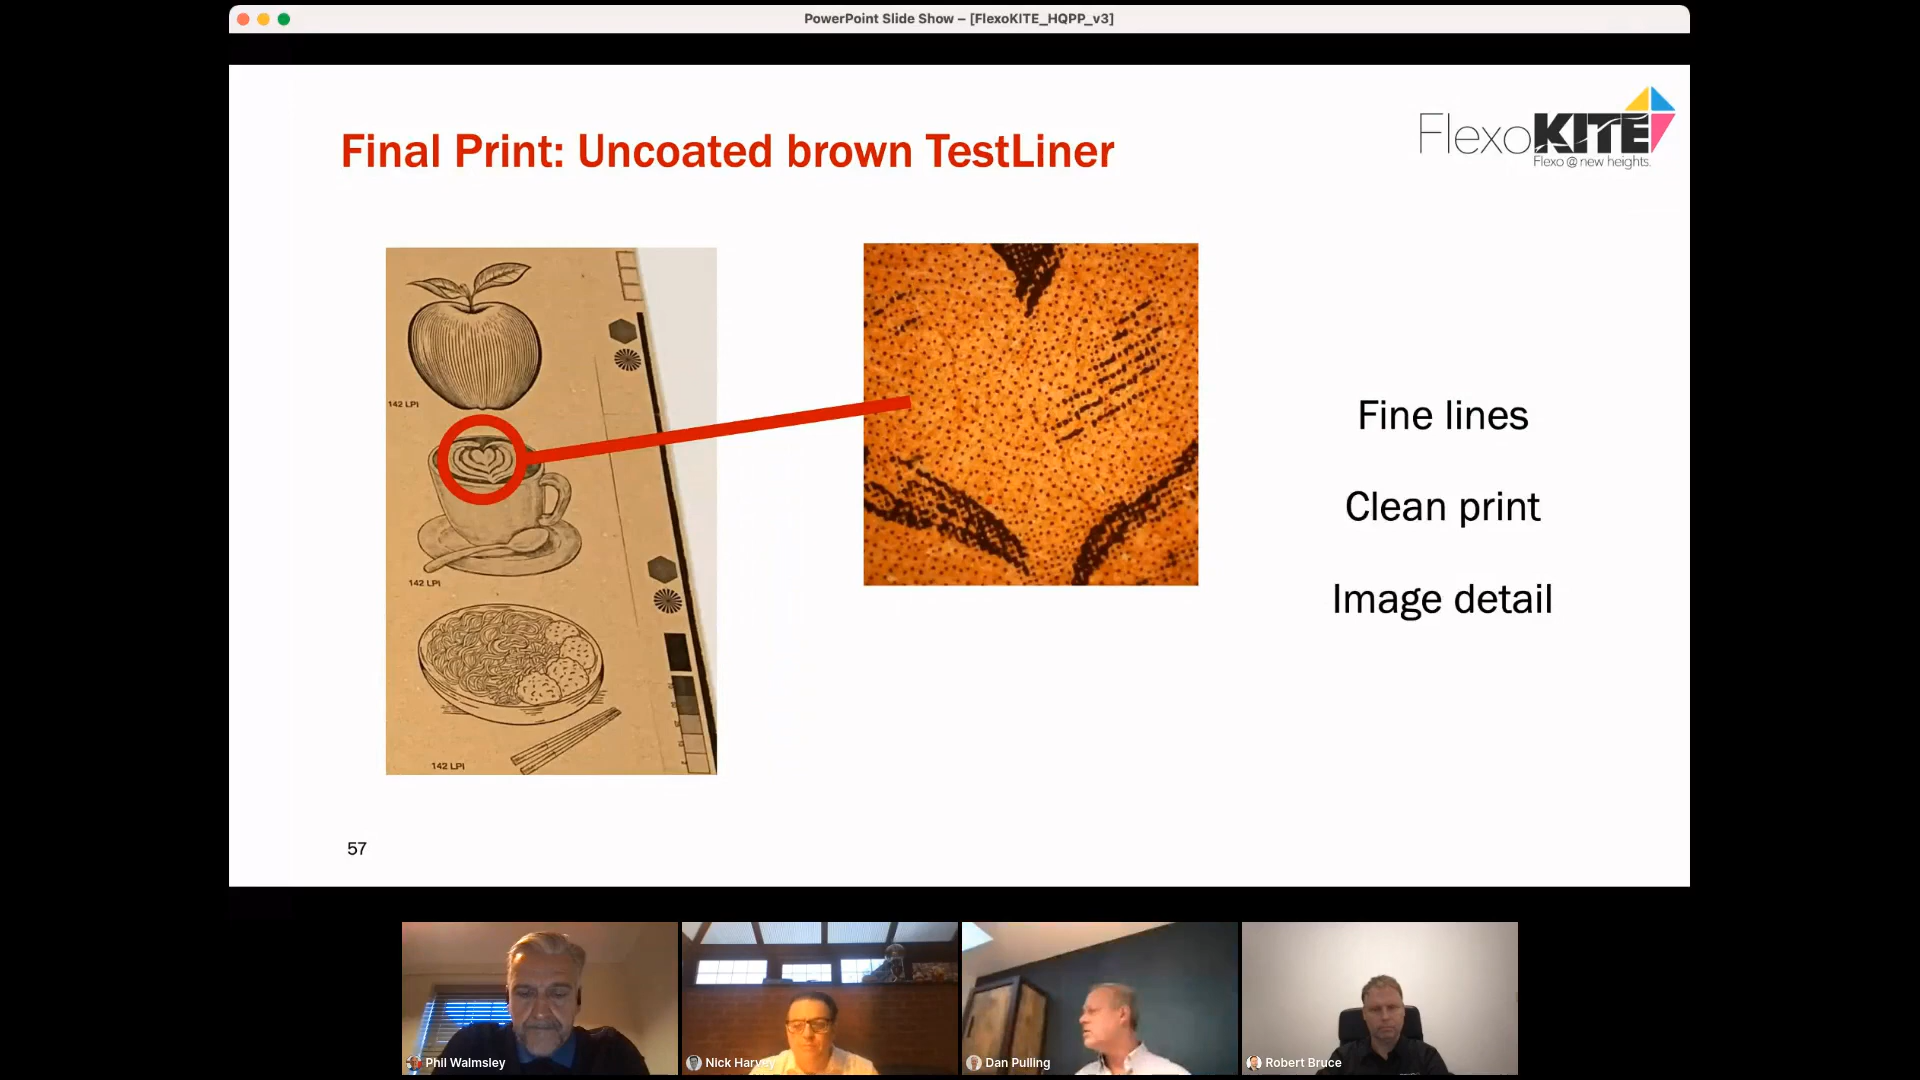 PowerPoint Slide Show – [FlexoKITE_HQPP_v3]
Final Print: Uncoated brown TestLiner
FlexoKITE
Flexo @ new heights.
142 LPI
142 LPI
142 LPI
Fine lines
Clean print
Image detail
57
Phil Walmsley
Nick Harvey
Dan Pulling
Robert Bruce